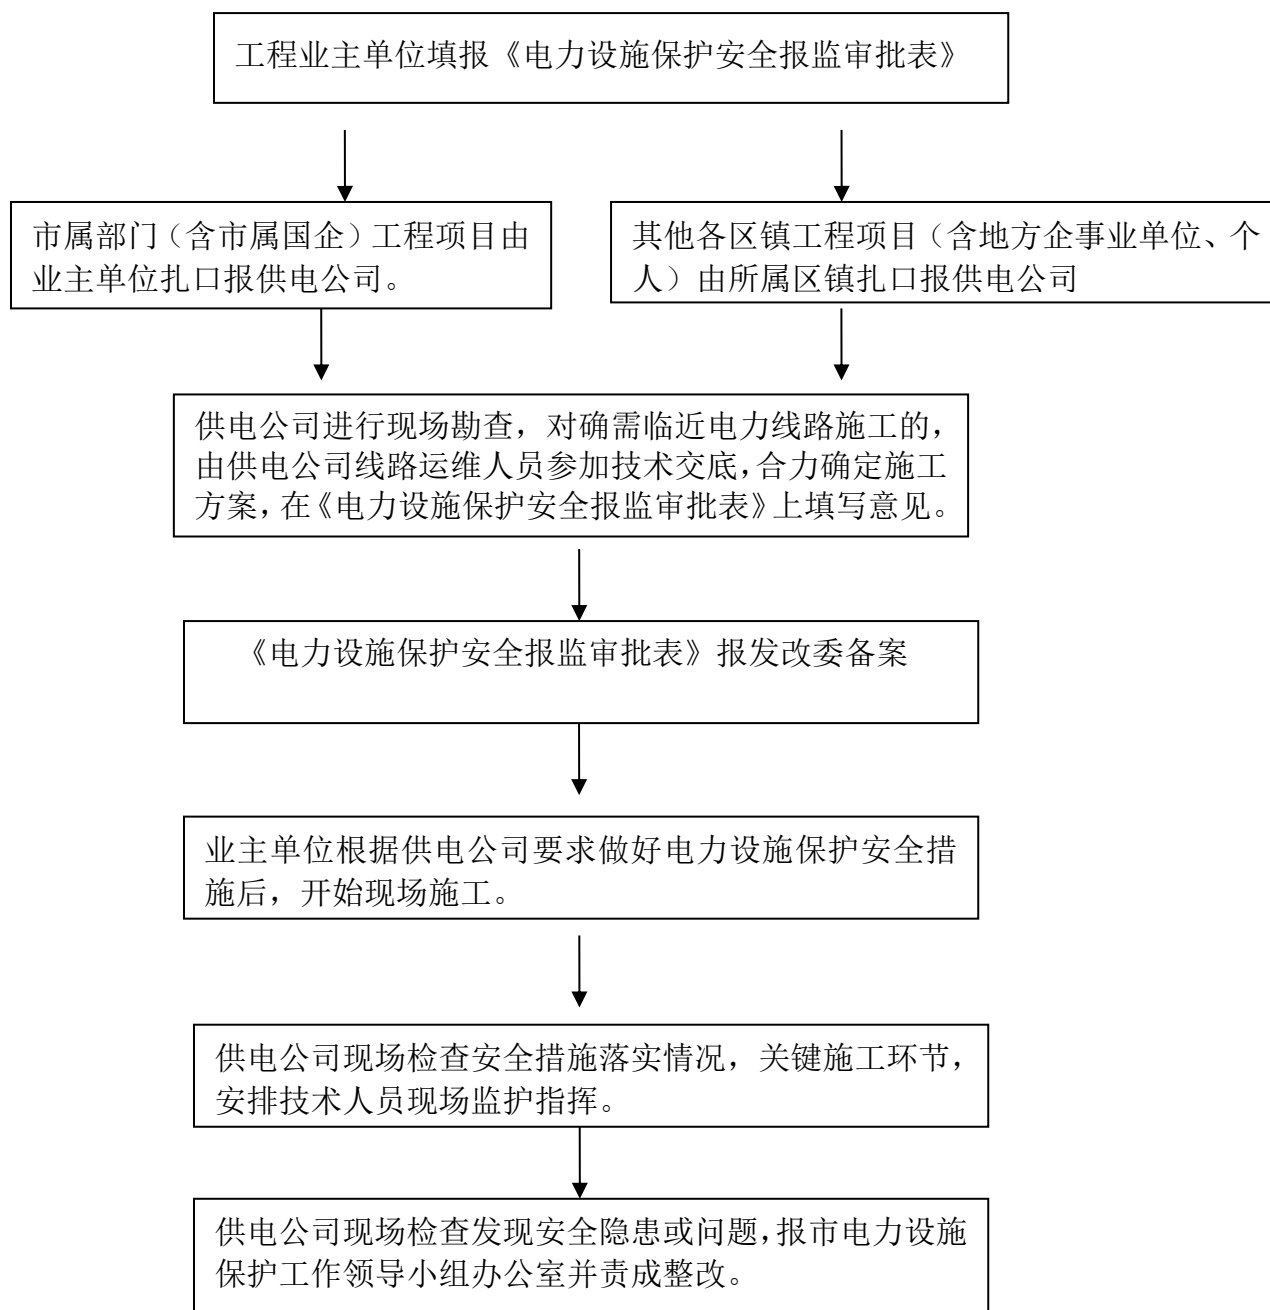 工程业主单位填报《电力设施保护安全报监审批表》
市属部门（含市属国企）工程项目由
业主单位扎口报供电公司。
其他各区镇工程项目（含地方企事业单位、个
人）由所属区镇扎口报供电公司
供电公司进行现场勘查，对确需临近电力线路施工的，
由供电公司线路运维人员参加技术交底，合力确定施工
方案，在《电力设施保护安全报监审批表》上填写意见。
《电力设施保护安全报监审批表》报发改委备案
业主单位根据供电公司要求做好电力设施保护安全措
施后，开始现场施工。
供电公司现场检查安全措施落实情况，关键施工环节，
安排技术人员现场监护指挥。
供电公司现场检查发现安全隐患或问题，报市电力设施
保护工作领导小组办公室并责成整改。